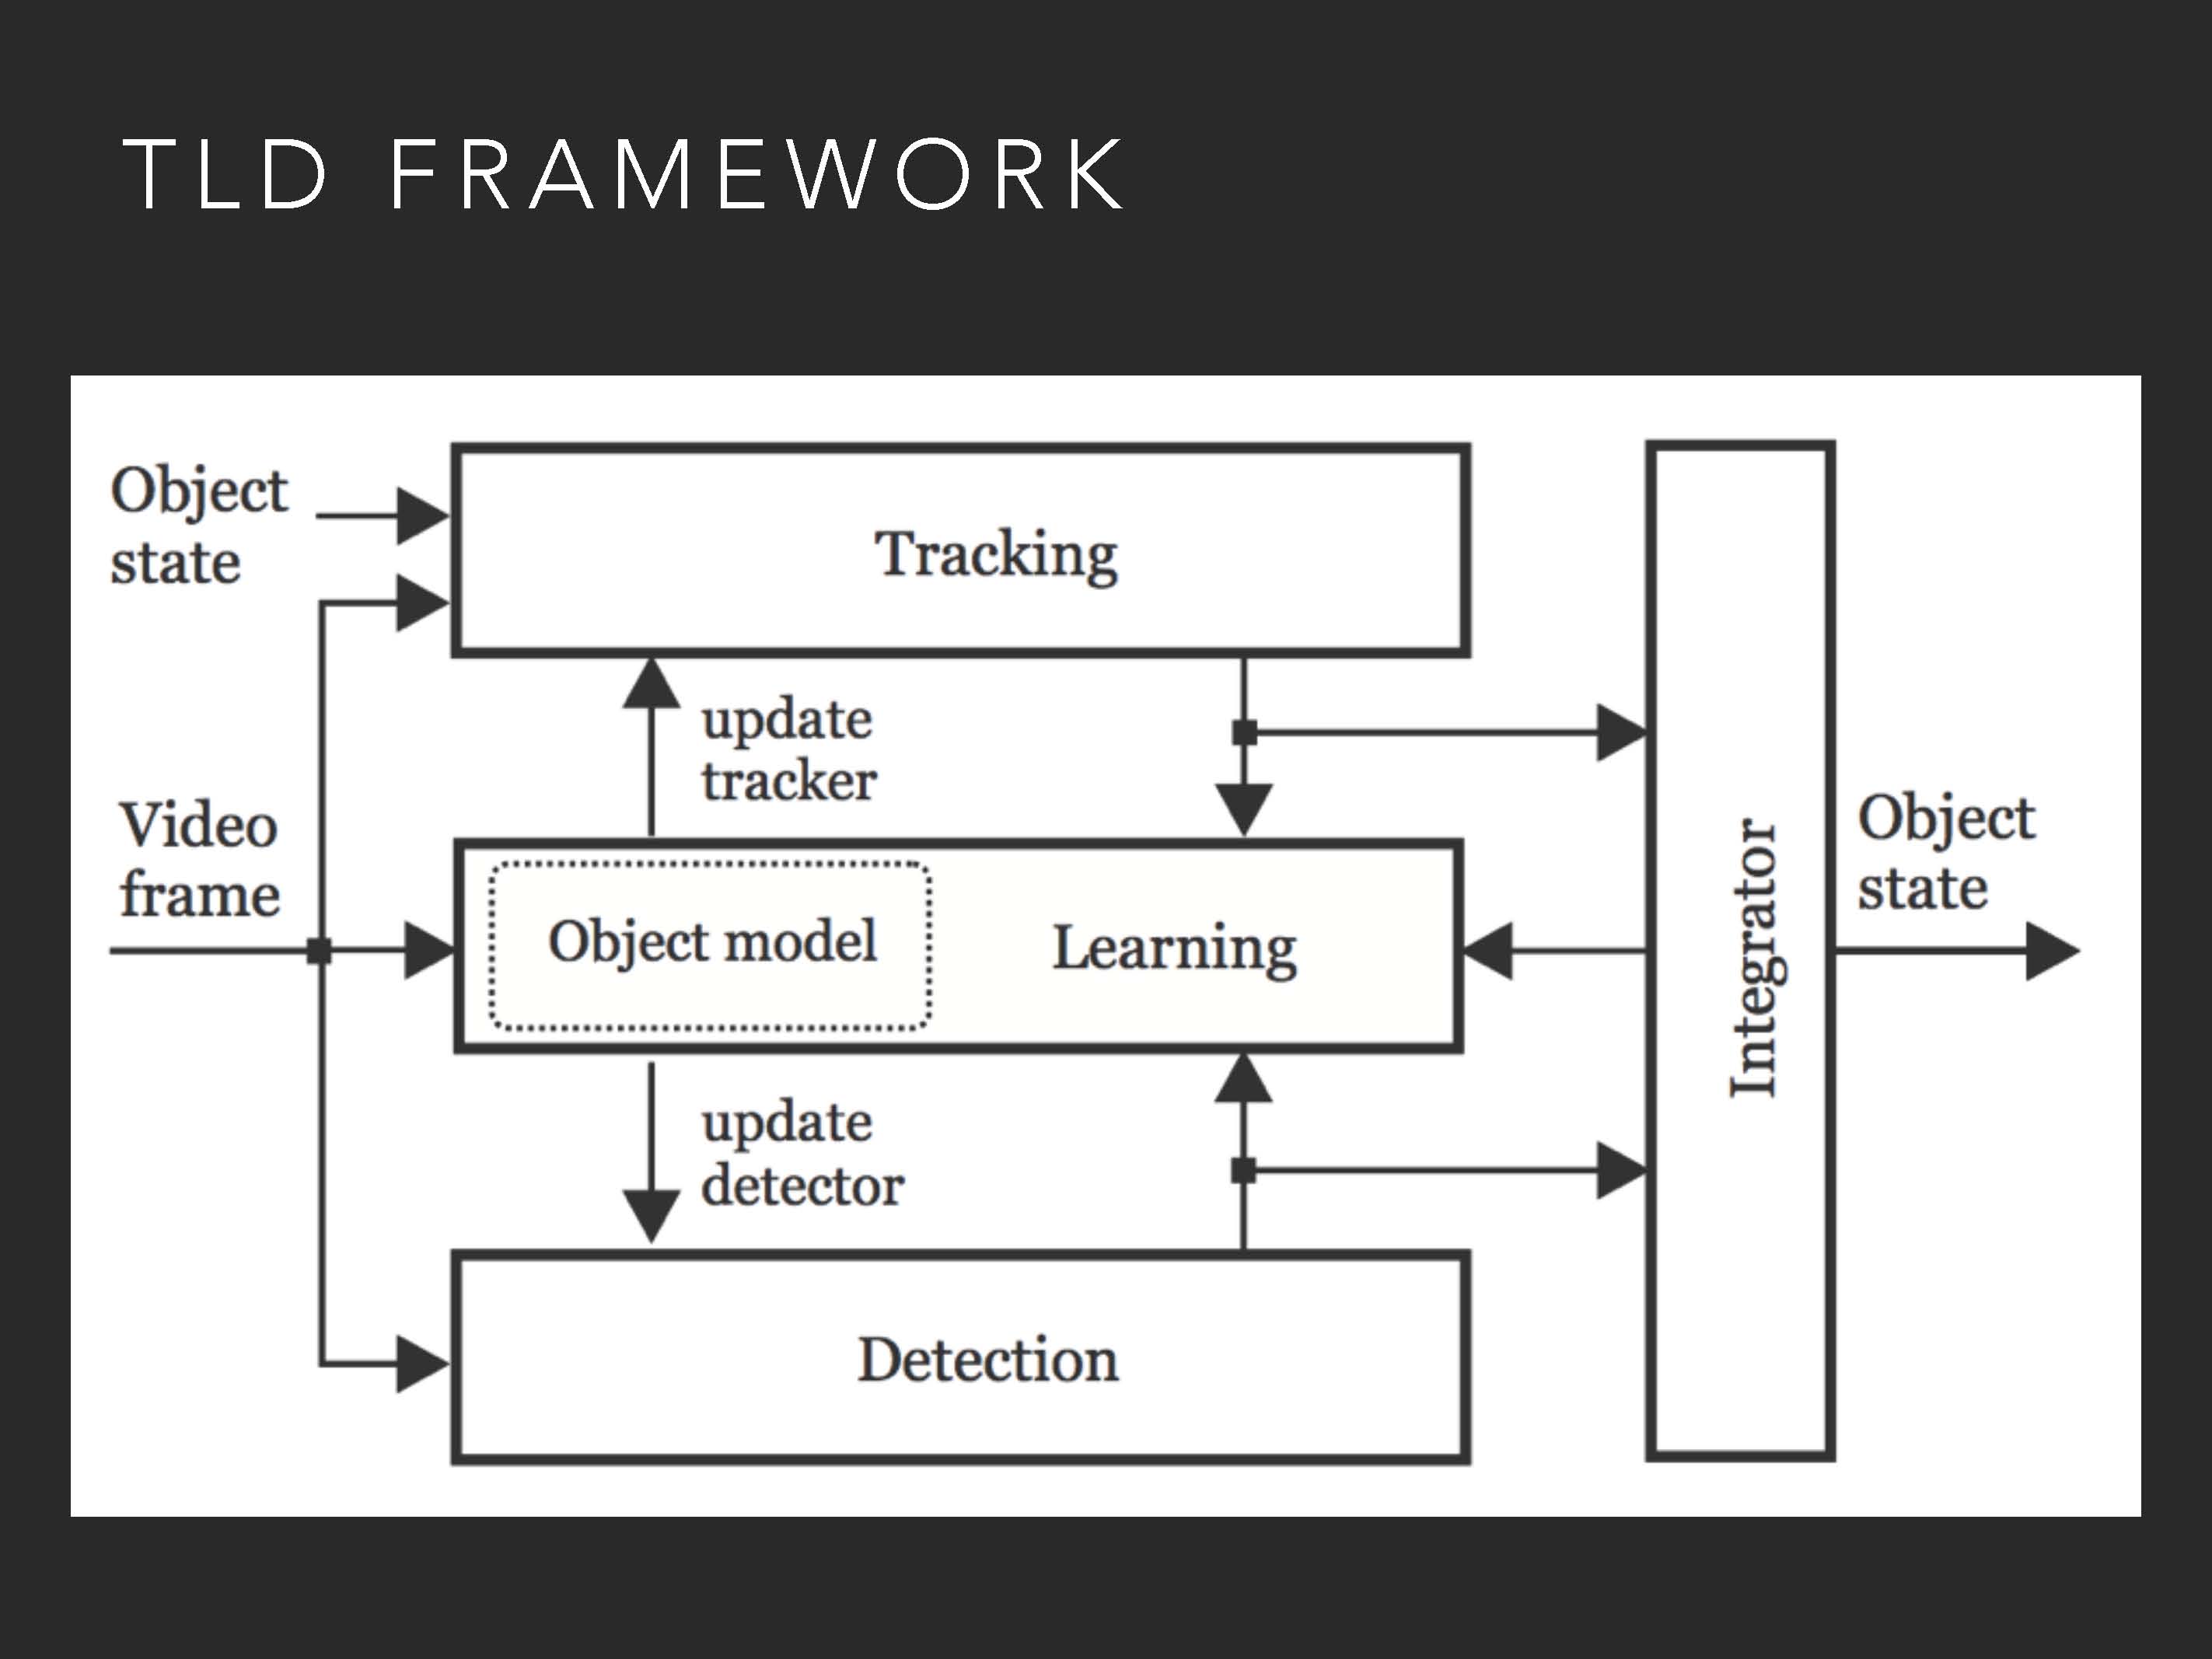 TLD FRAMEWORK
Object
state
Tracking
update
tracker
Video
frame
Object model
Learning
Integrator
Object
state
update
detector
Detection